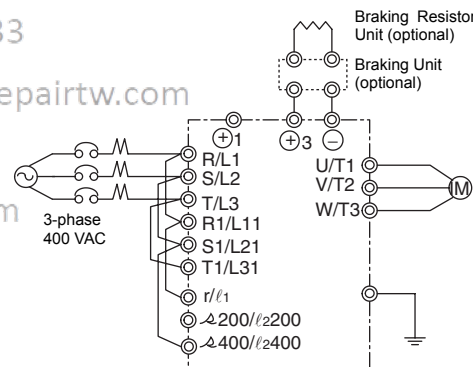 33
Braking Resistor
Unit (optional)
epairtw.com
Braking Unit
(optional)
+1
+3
−
R/L1
S/L2
T/L3
R1/L11
S1/L21
T1/L31
r/ℓ1
200/ℓ2200
400/ℓ2400
m
3-phase
400 VAC
U/T1
V/T2
W/T3
M